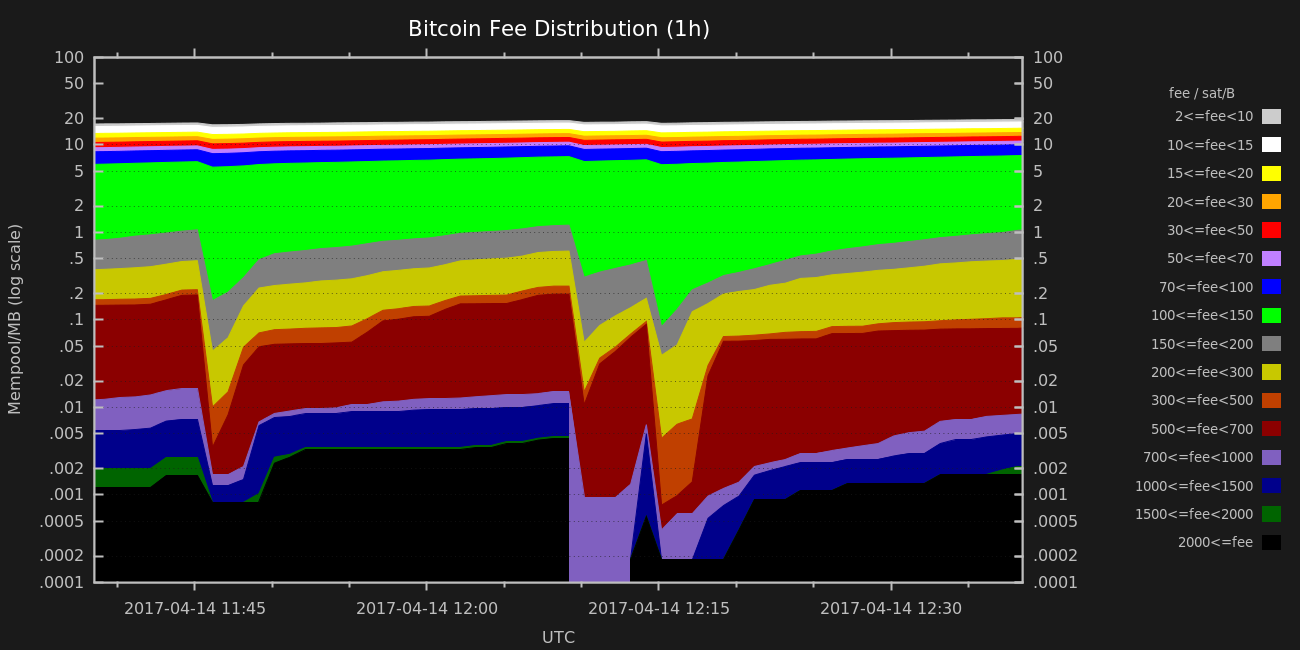 Bitcoin Fee Distribution (1h)
Mempool/MB (log scale)
100
50
20
10
5
2
1
.5
.2
.1
.05
.02
.01
.005
.002
.001
.0005
.0002
.0001
100
50
20
10
5
2
1
.5
.2
.1
.05
.02
.01
.005
.002
.001
.0005
.0002
.0001
2017-04-14 11:45
2017-04-14 12:00
2017-04-14 12:15
2017-04-14 12:30
UTC
fee / sat/B
2<=fee<10
10<=fee<15
15<=fee<20
20<=fee<30
30<=fee<50
50<=fee<70
70<=fee<100
100<=fee<150
150<=fee<200
200<=fee<300
300<=fee<500
500<=fee<700
700<=fee<1000
1000<=fee<1500
1500<=fee<2000
2000<=fee